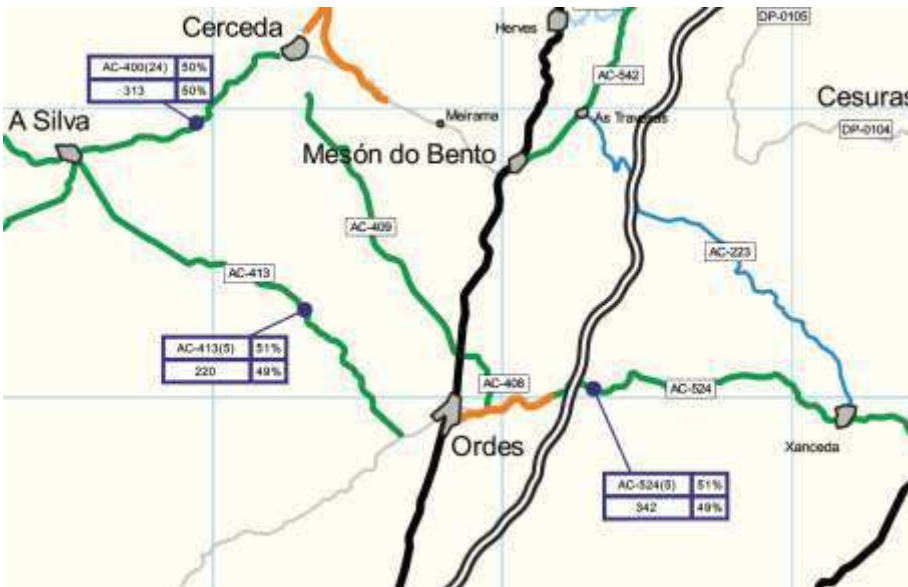 Cerceda
Herves
DP-0105
AC-400(24) 50%
313 50%
AC-542
Cesuras
A Silva
Meirama
As Travesas
DP-0104
Mesón do Bento
AC-409
AC-223
AC-413
AC-413(5) 51%
220 49%
AC-408
AC-524
Ordes
Xanceda
AC-524(5) 51%
342 49%